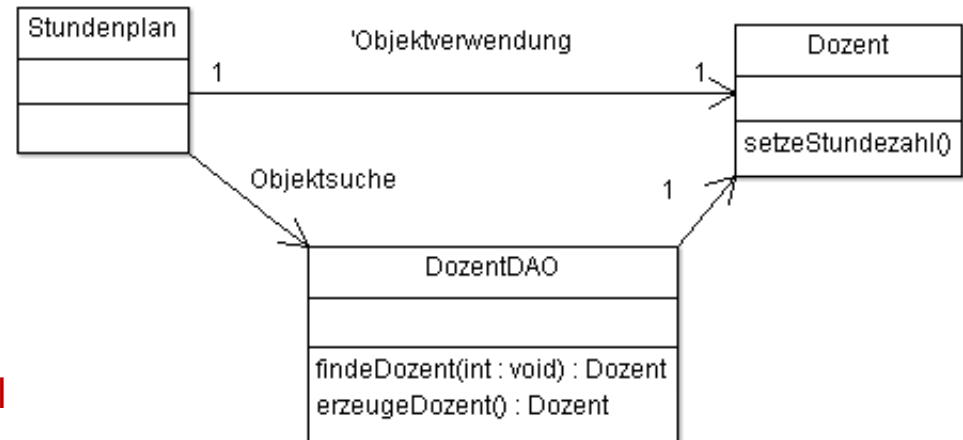 Stundenplan
'Objektverwendung
Dozent
1
1
setzeStundezahl()
Objektsuche
1
DozentDAO
findeDozent(int : void) : Dozent
erzeugeDozent() : Dozent